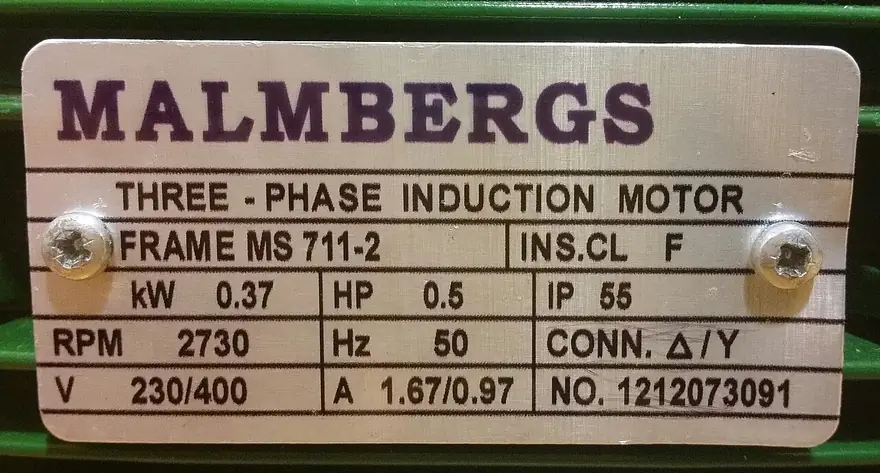 MALMBERGS
THREE - PHASE INDUCTION MOTOR
FRAME MS 711-2 INS.CL F
kW 0.37 HP 0.5 IP 55
RPM 2730 Hz 50 CONN. Δ/Y
V 230/400 A 1.67/0.97 NO. 1212073091